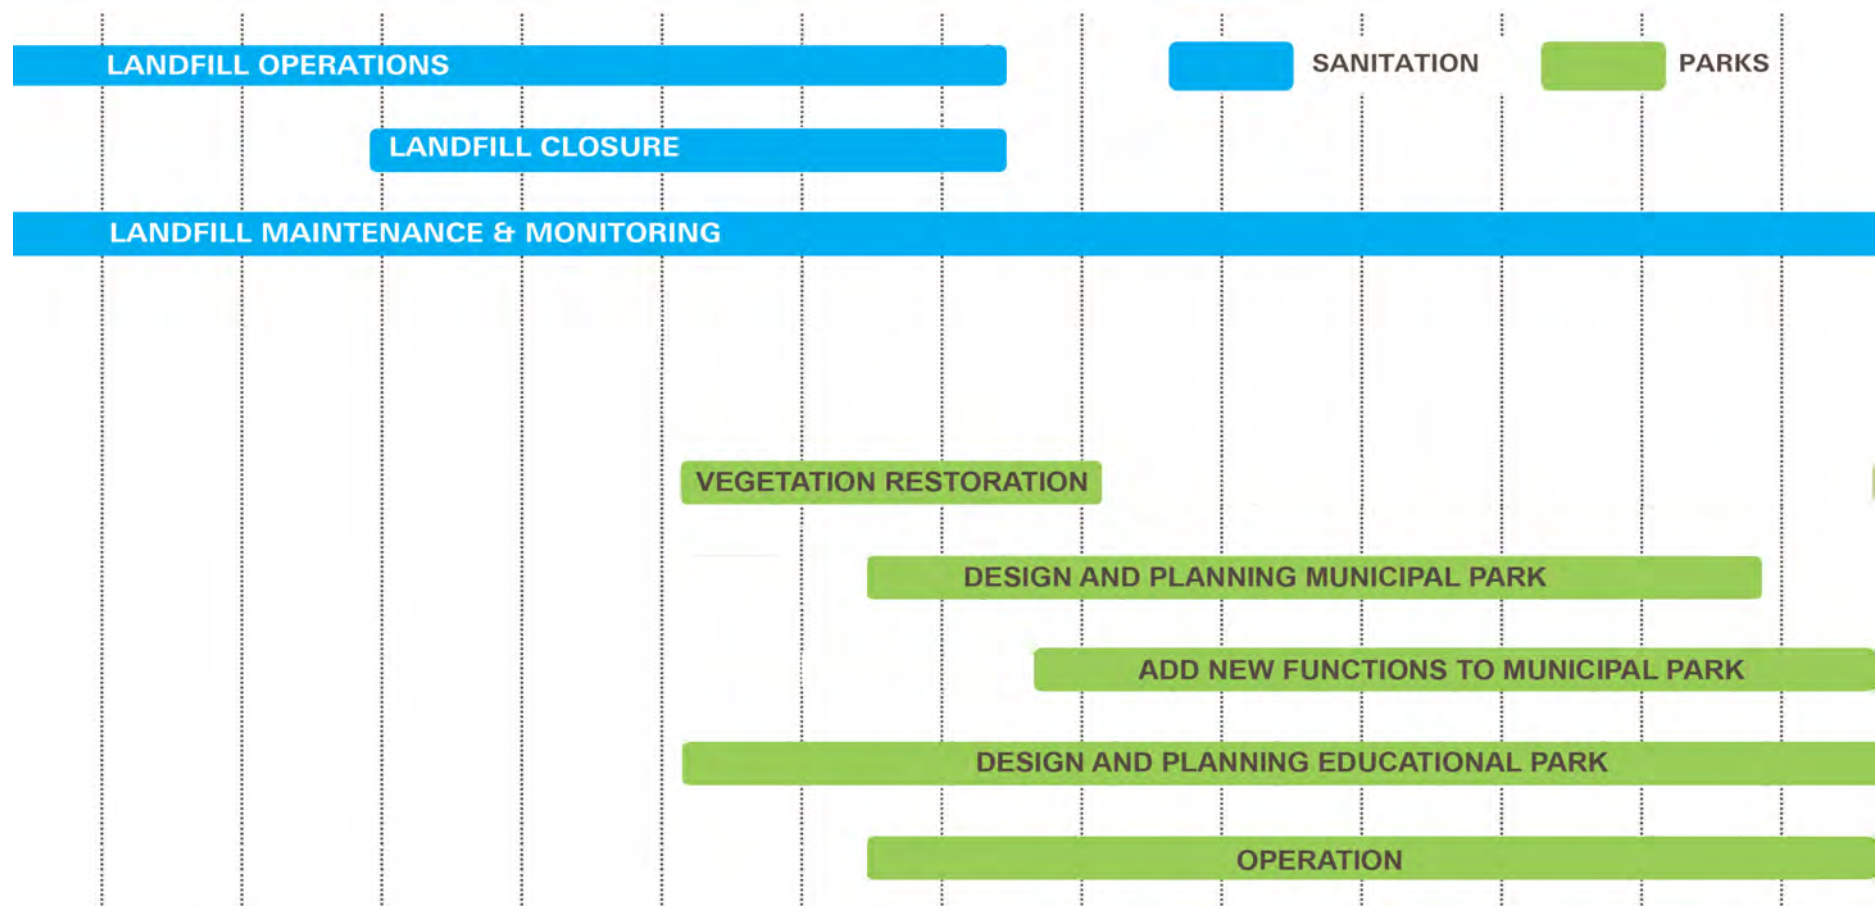 LANDFILL OPERATIONS
SANITATION
PARKS
LANDFILL CLOSURE
LANDFILL MAINTENANCE & MONITORING
VEGETATION RESTORATION
DESIGN AND PLANNING MUNICIPAL PARK
ADD NEW FUNCTIONS TO MUNICIPAL PARK
DESIGN AND PLANNING EDUCATIONAL PARK
OPERATION